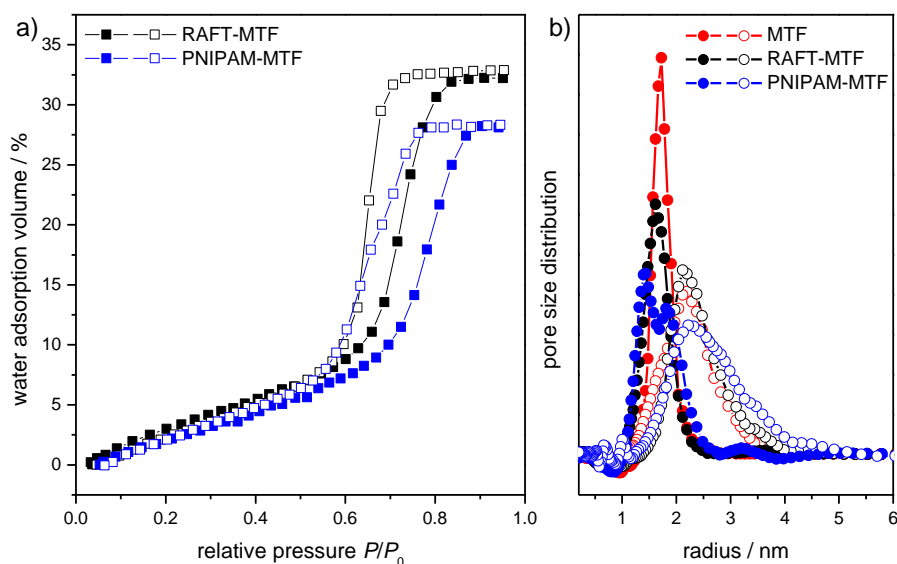 a)
RAFT-MTF
PNIPAM-MTF
water adsorption volume / %
35
30
25
20
15
10
5
0
0.0 0.2 0.4 0.6 0.8 1.0
relative pressure P/P₀
b)
MTF
RAFT-MTF
PNIPAM-MTF
pore size distribution
1 2 3 4 5 6
radius / nm